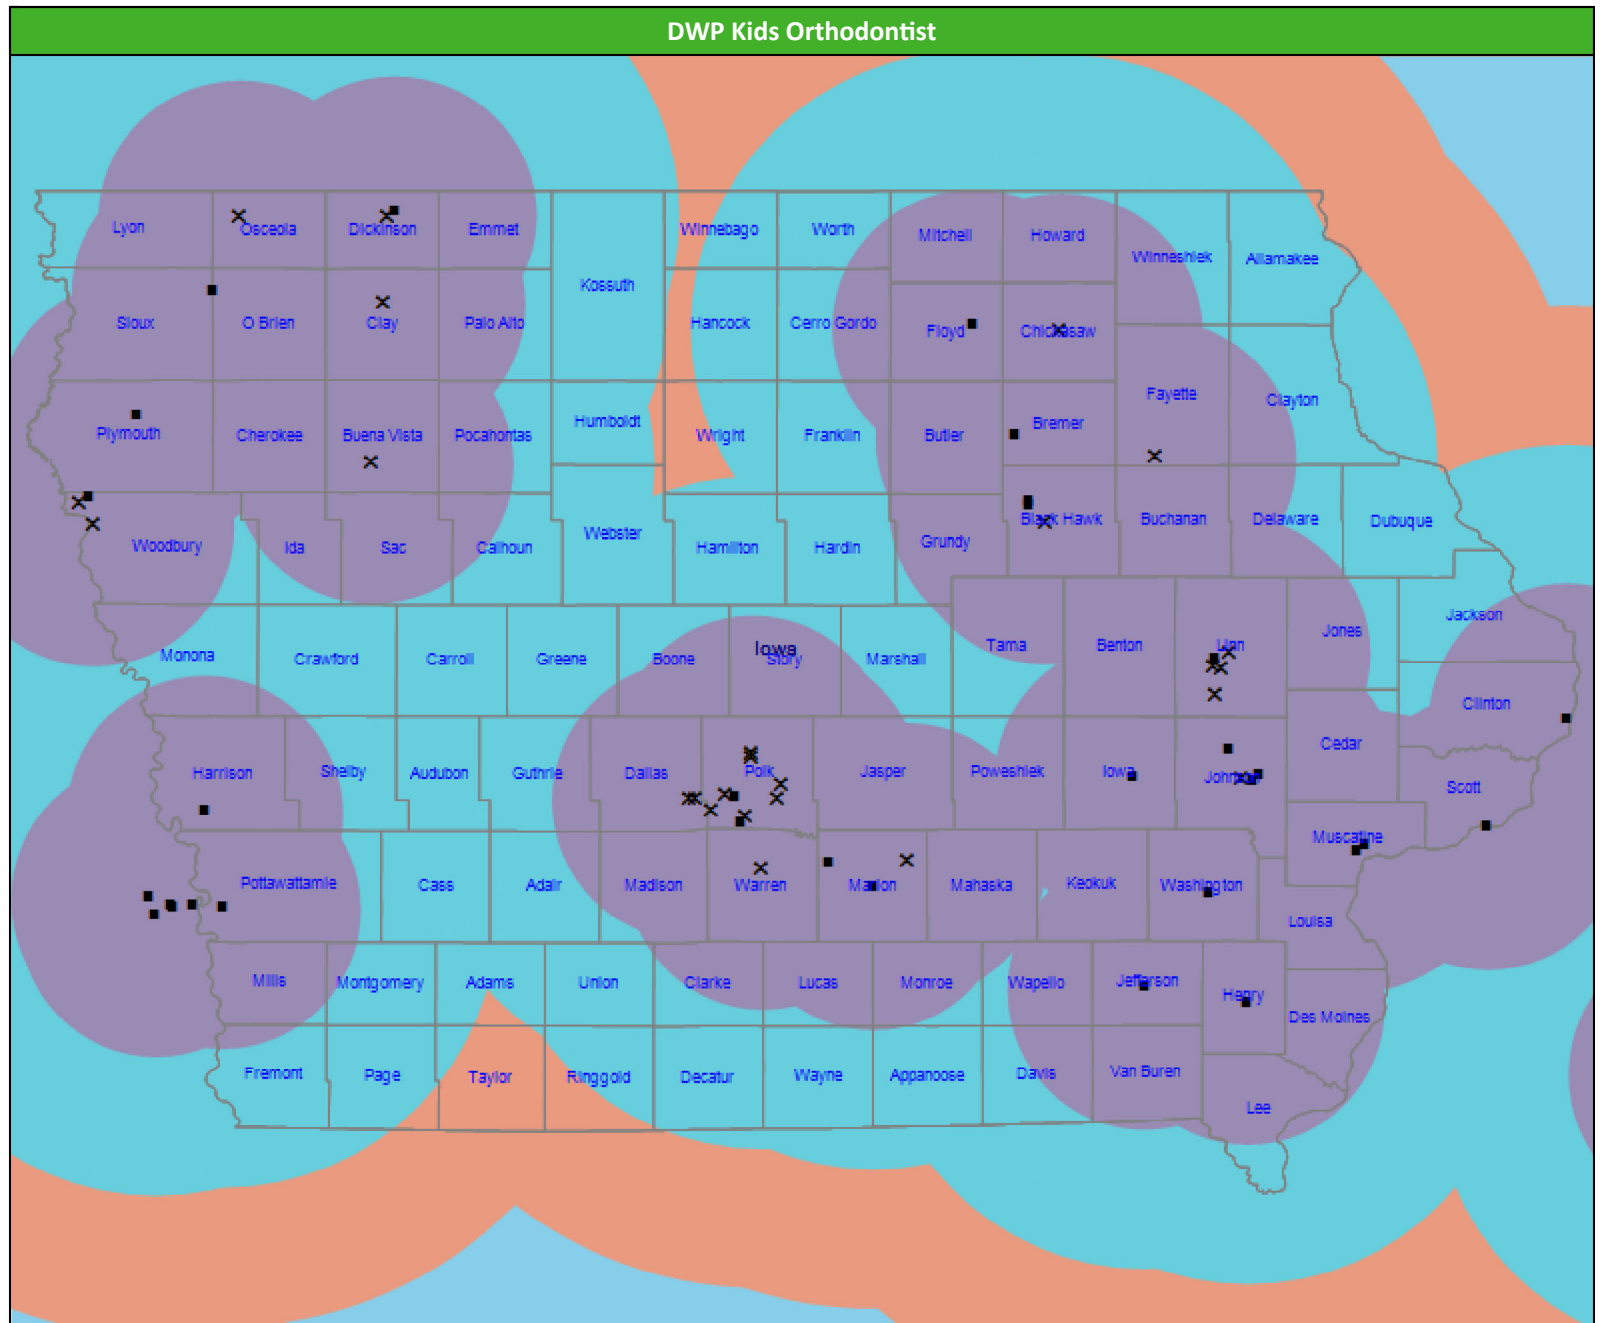 DWP Kids Orthodontist
Lyon Osceola Dickinson Emmet Winnebago Worth Mitchell Howard
Winneshiek Allamakee
Kossuth
Sioux O Brien Clay Palo Alto Hancock Cerro Gordo Floyd Chickasaw
Fayette Clayton
Plymouth Cherokee Buena Vista Pocahontas Humboldt Wright Franklin Butler Bremer
Woodbury Ida Sac Calhoun Webster Hamilton Hardin Grundy Black Hawk Buchanan Delaware Dubuque
Jackson
Monona Crawford Carroll Greene Boone Iowa Story Marshall Tama Benton Linn Jones
Clinton
Harrison Shelby Audubon Guthrie Dallas Polk Jasper Poweshiek Iowa Johnson Cedar
Scott
Muscatine
Pottawattamie Cass Adair Madison Warren Marion Mahaska Keokuk Washington
Louisa
Mills Montgomery Adams Union Clarke Lucas Monroe Wapello Jefferson Henry
Des Moines
Fremont Page Taylor Ringgold Decatur Wayne Appanoose Davis Van Buren
Lee